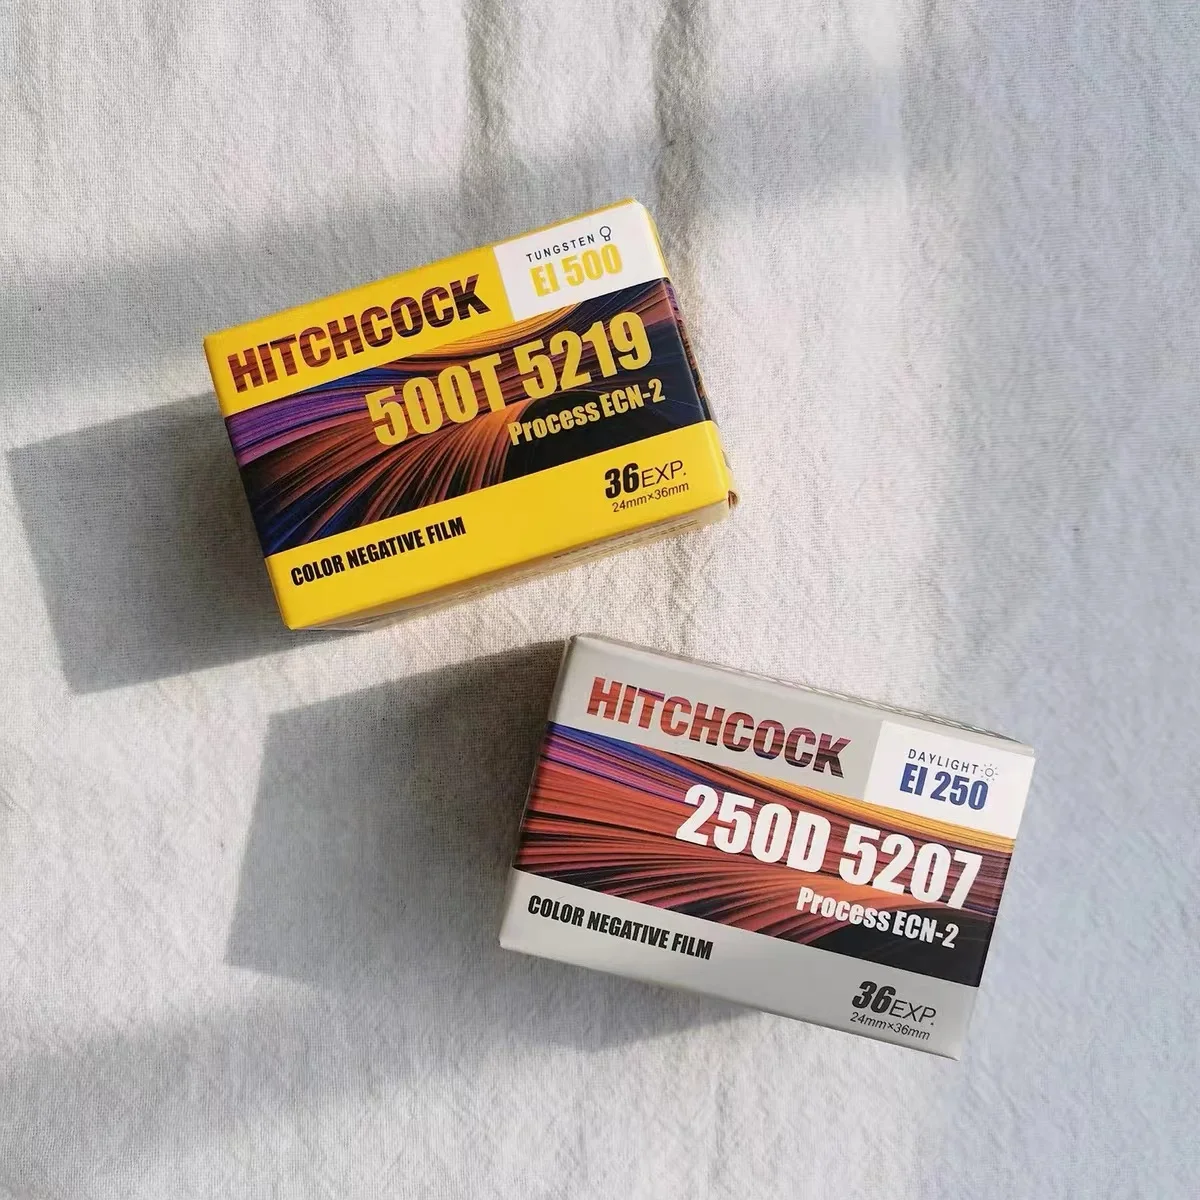 HITCHCOCK
TUNGSTEN
EI 500
500T 5219
Process ECN-2
36EXP.
24mm×36mm
COLOR NEGATIVE FILM
HITCHCOCK
DAYLIGHT
EI 250
250D 5207
Process ECN-2
COLOR NEGATIVE FILM
36EXP.
24mm×36mm